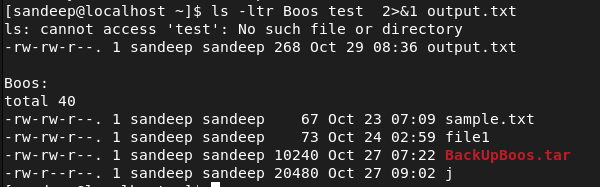 [sandeep@localhost ~]$ ls -ltr Boos test  2>&1 output.txt
ls: cannot access 'test': No such file or directory
-rw-rw-r--. 1 sandeep sandeep 268 Oct 29 08:36 output.txt

Boos:
total 40
-rw-rw-r--. 1 sandeep sandeep    67 Oct 23 07:09 sample.txt
-rw-rw-r--. 1 sandeep sandeep    73 Oct 24 02:59 file1
-rw-rw-r--. 1 sandeep sandeep 10240 Oct 27 07:22 BackUpBoos.tar
-rw-r--r--. 1 sandeep sandeep 20480 Oct 27 09:02 j